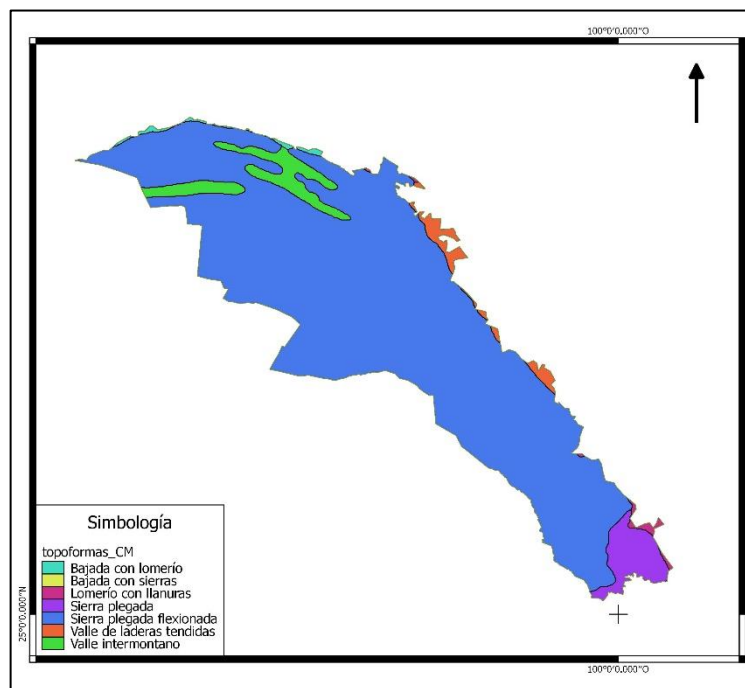 100°0'0.000"O
Simbología
topoformas_CM
Bajada con lomerío
Bajada con sierras
Lomerío con llanuras
Sierra plegada
Sierra plegada flexionada
Valle de laderas tendidas
Valle intermontano
25°0'0.000"N
100°0'0.000"O